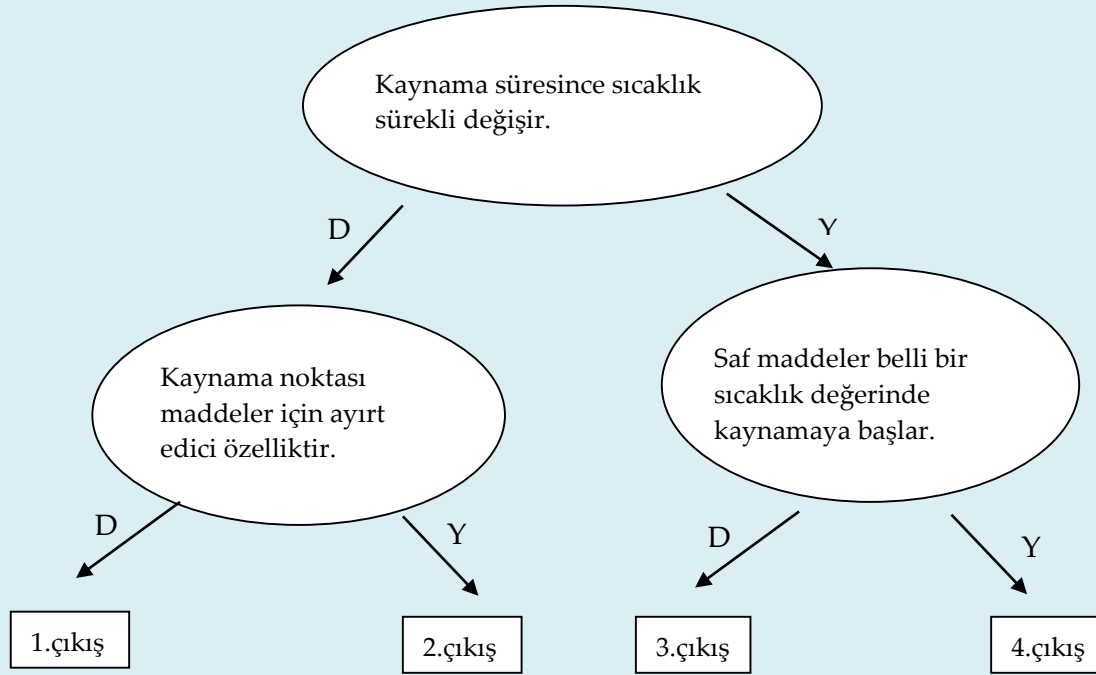 Kaynama süresince sıcaklık
sürekli değişir.
D
Y
Kaynama noktası
maddeler için ayırt
edici özelliktir.
Saf maddeler belli bir
sıcaklık değerinde
kaynamaya başlar.
D
Y
D
Y
1.çıkış
2.çıkış
3.çıkış
4.çıkış